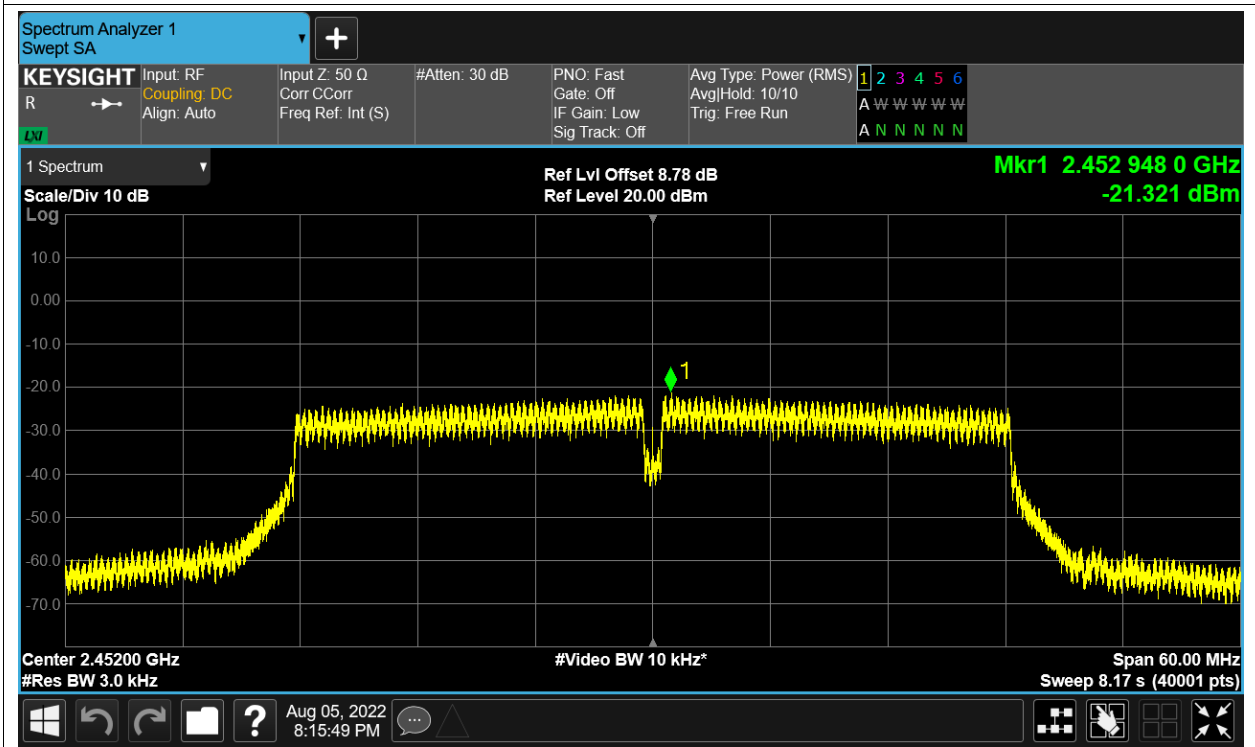 Spectrum Analyzer 1
Swept SA
+
KEYSIGHT
R
LXI
Input: RF
Coupling: DC
Align: Auto
Input Z: 50 Ω
Corr CCorr
Freq Ref: Int (S)
#Atten: 30 dB
PNO: Fast
Gate: Off
IF Gain: Low
Sig Track: Off
Avg Type: Power (RMS)
Avg|Hold: 10/10
Trig: Free Run
1 2 3 4 5 6
A W W W W W
A N N N N N
1 Spectrum
Scale/Div 10 dB
Log
Ref Lvl Offset 8.78 dB
Ref Level 20.00 dBm
Mkr1 2.452 948 0 GHz
-21.321 dBm
10.0
0.00
-10.0
-20.0
-30.0
-40.0
-50.0
-60.0
-70.0
1
Center 2.45200 GHz
#Res BW 3.0 kHz
#Video BW 10 kHz*
Span 60.00 MHz
Sweep 8.17 s (40001 pts)
?
Aug 05, 2022
8:15:49 PM